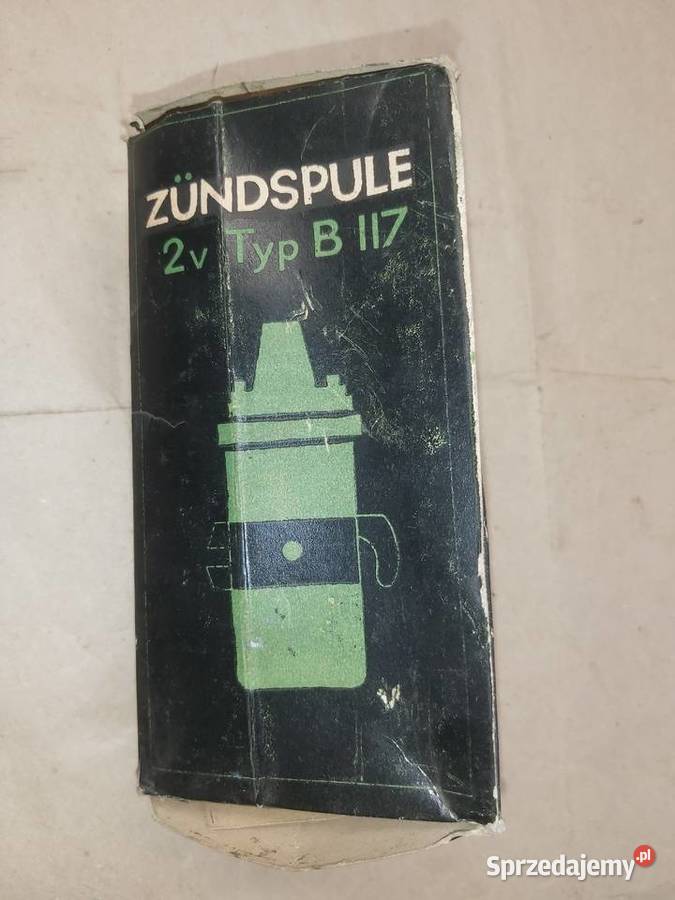 ZÜNDSPULE
2v Typ B 117
Sprzedajemy.pl